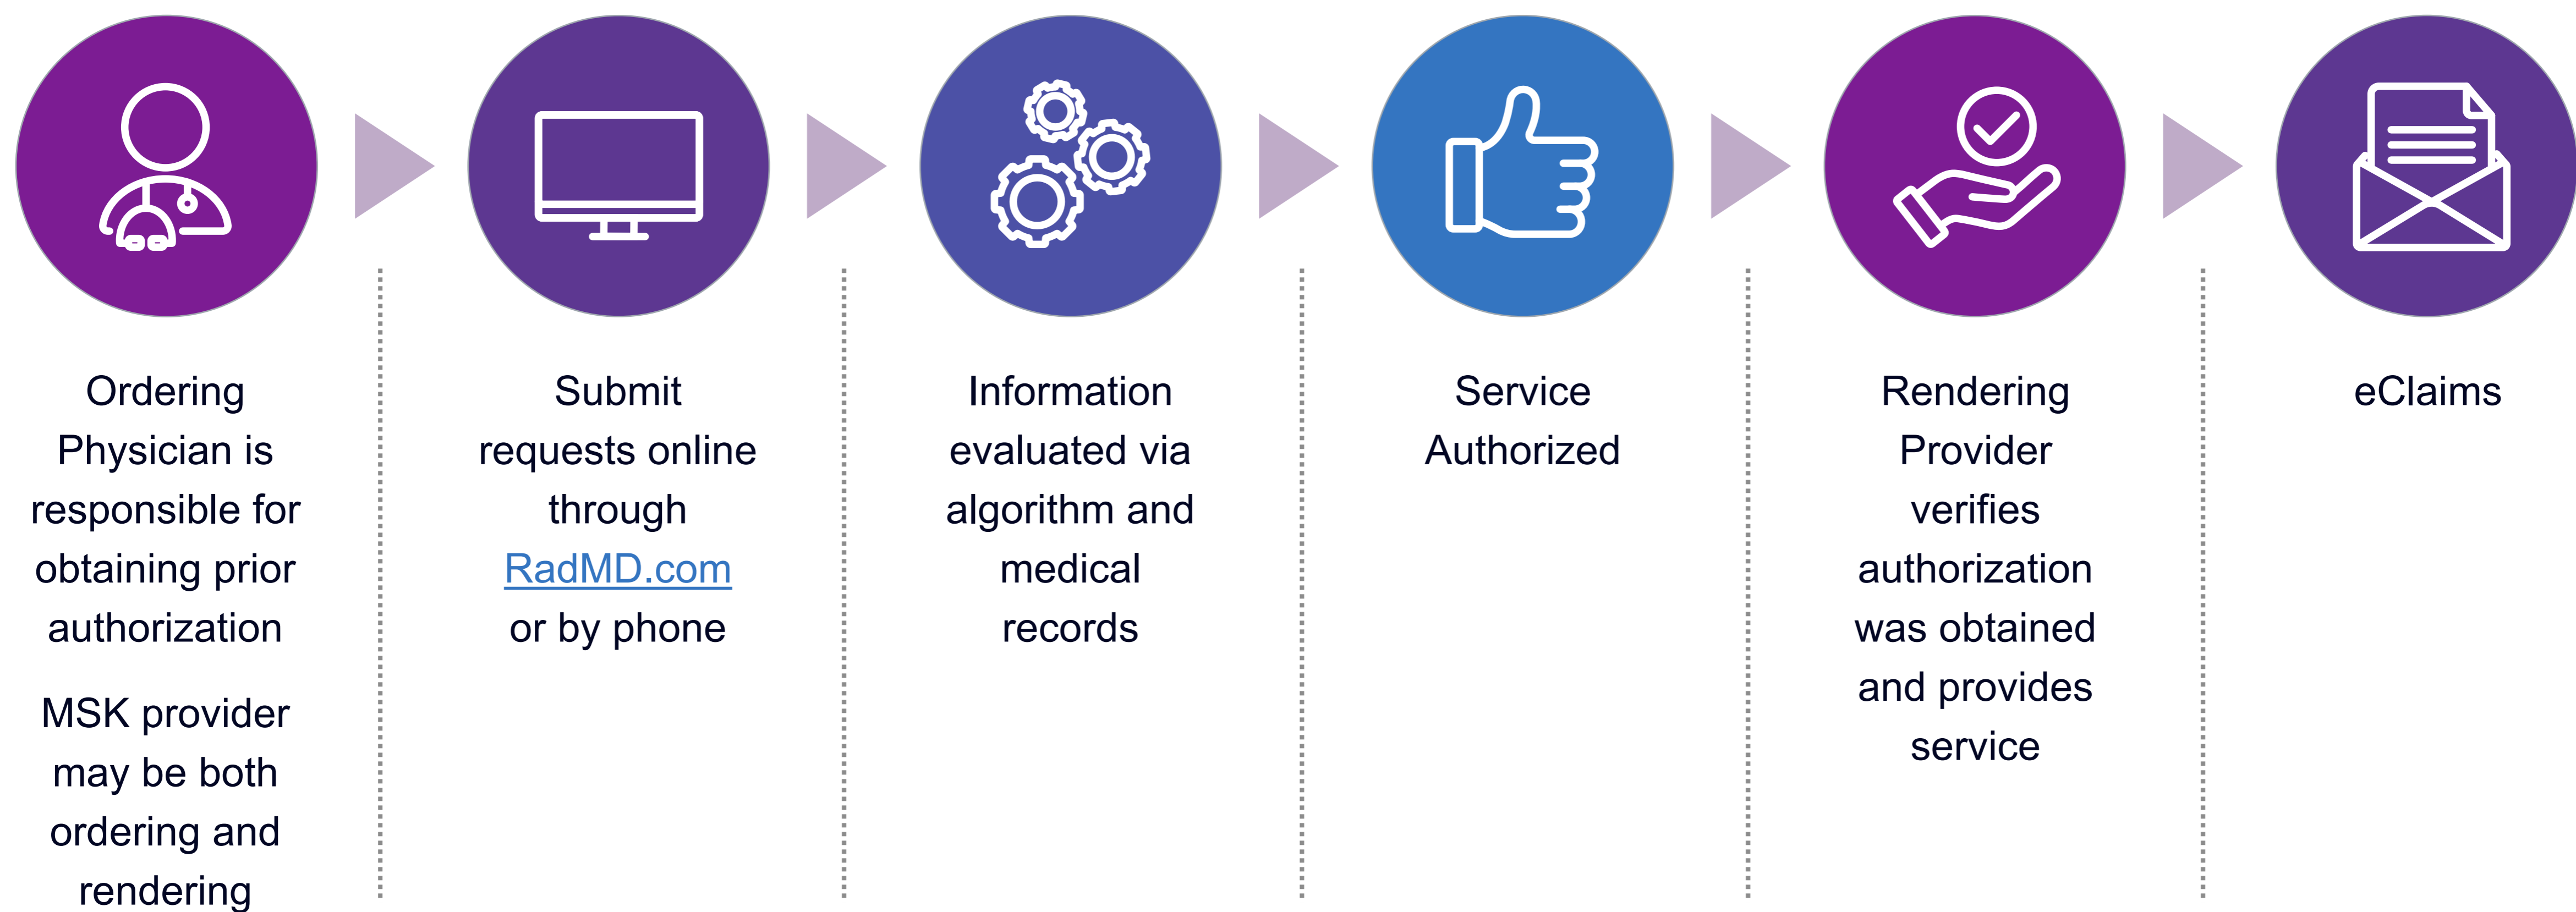 Ordering
Physician is
responsible for
obtaining prior
authorization
MSK provider
may be both
ordering and
rendering
Submit
requests online
through
RadMD.com
or by phone
Information
evaluated via
algorithm and
medical
records
Service
Authorized
Rendering
Provider
verifies
authorization
was obtained
and provides
service
eClaims